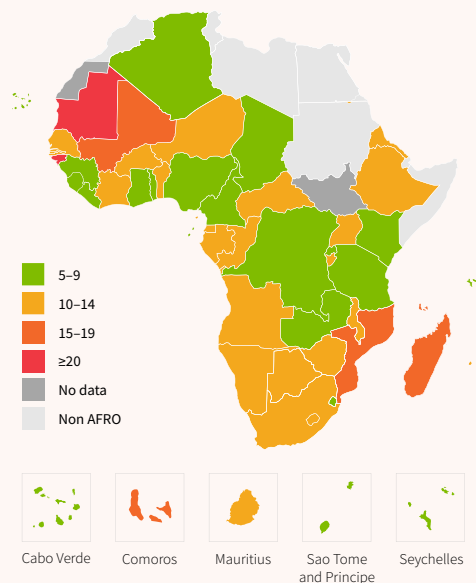 5–9
10–14
15–19
≥20
No data
Non AFRO
Cabo Verde
Comoros
Mauritius
Sao Tome
and Principe
Seychelles